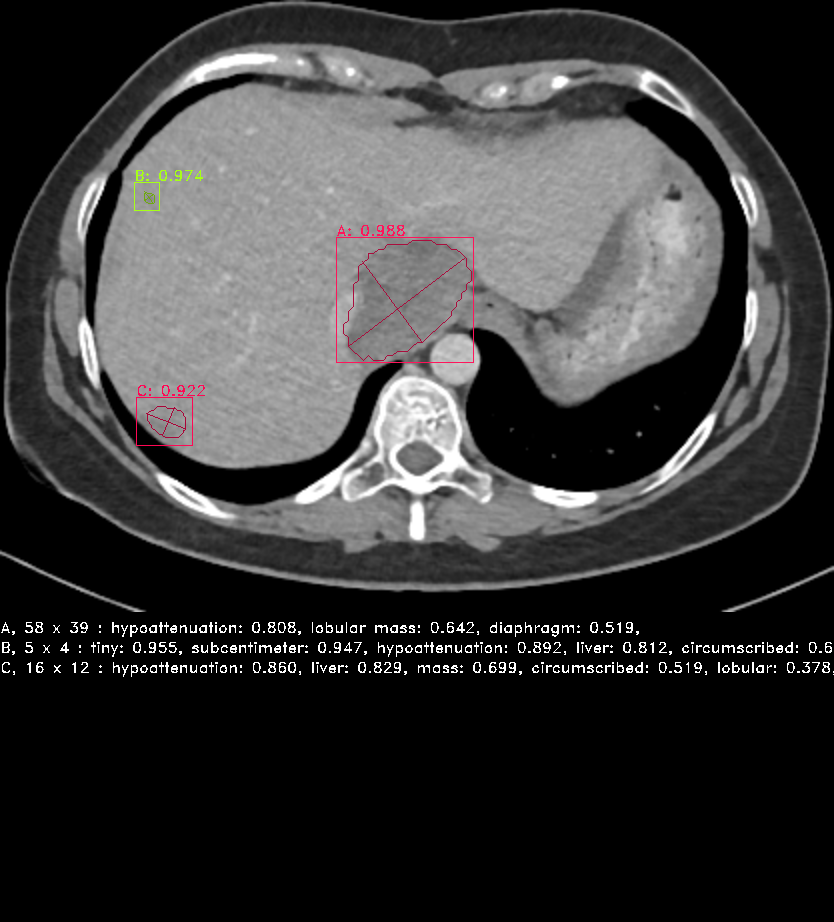 B: 0.974
A: 0.988
C: 0.922
A, 58 x 39 : hypoattenuation: 0.808, lobular mass: 0.642, diaphragm: 0.519,
B, 5 x 4 : tiny: 0.955, subcentimeter: 0.947, hypoattenuation: 0.892, liver: 0.812, circumscribed: 0.6
C, 16 x 12 : hypoattenuation: 0.860, liver: 0.829, mass: 0.699, circumscribed: 0.519, lobular: 0.378,